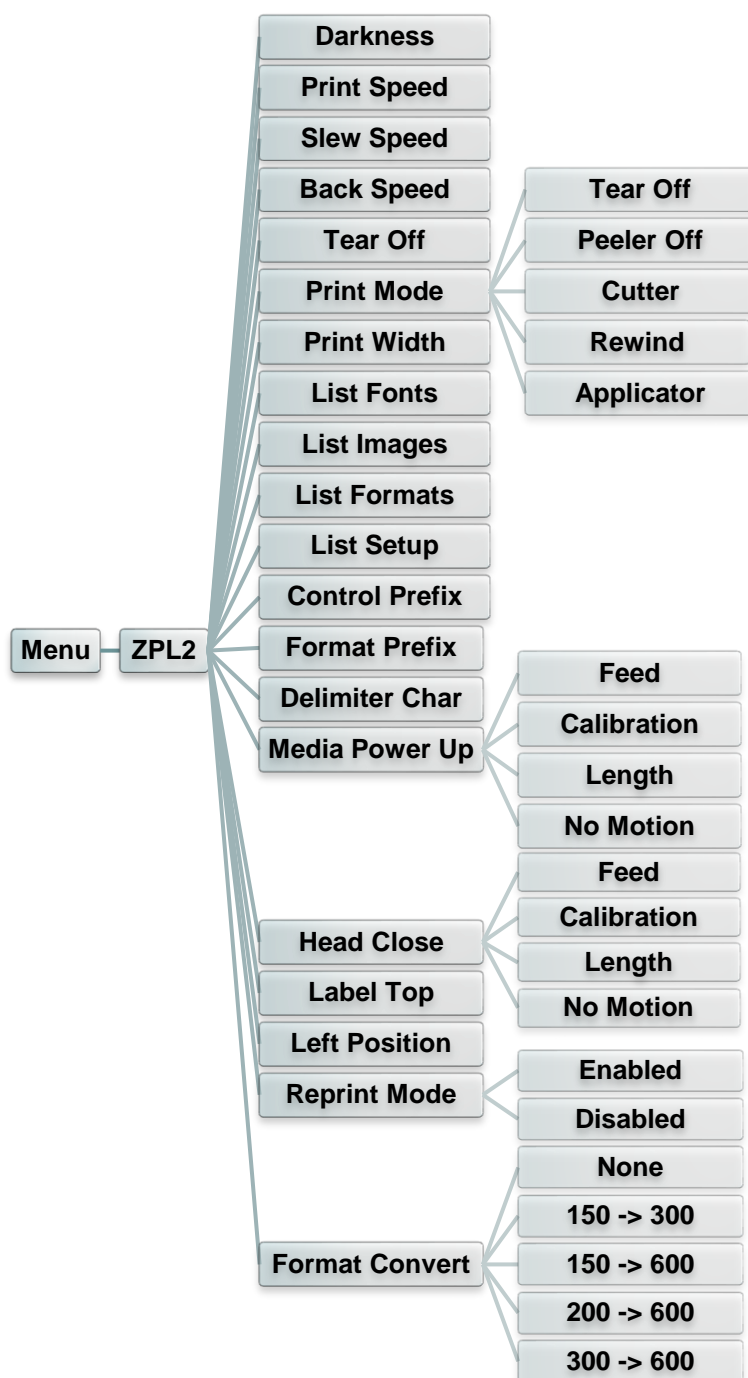 Menu
ZPL2
Darkness
Print Speed
Slew Speed
Back Speed
Tear Off
Print Mode
Tear Off
Peeler Off
Cutter
Rewind
Applicator
Print Width
List Fonts
List Images
List Formats
List Setup
Control Prefix
Format Prefix
Delimiter Char
Media Power Up
Feed
Calibration
Length
No Motion
Head Close
Feed
Calibration
Length
No Motion
Label Top
Left Position
Reprint Mode
Enabled
Disabled
Format Convert
None
150 -> 300
150 -> 600
200 -> 600
300 -> 600